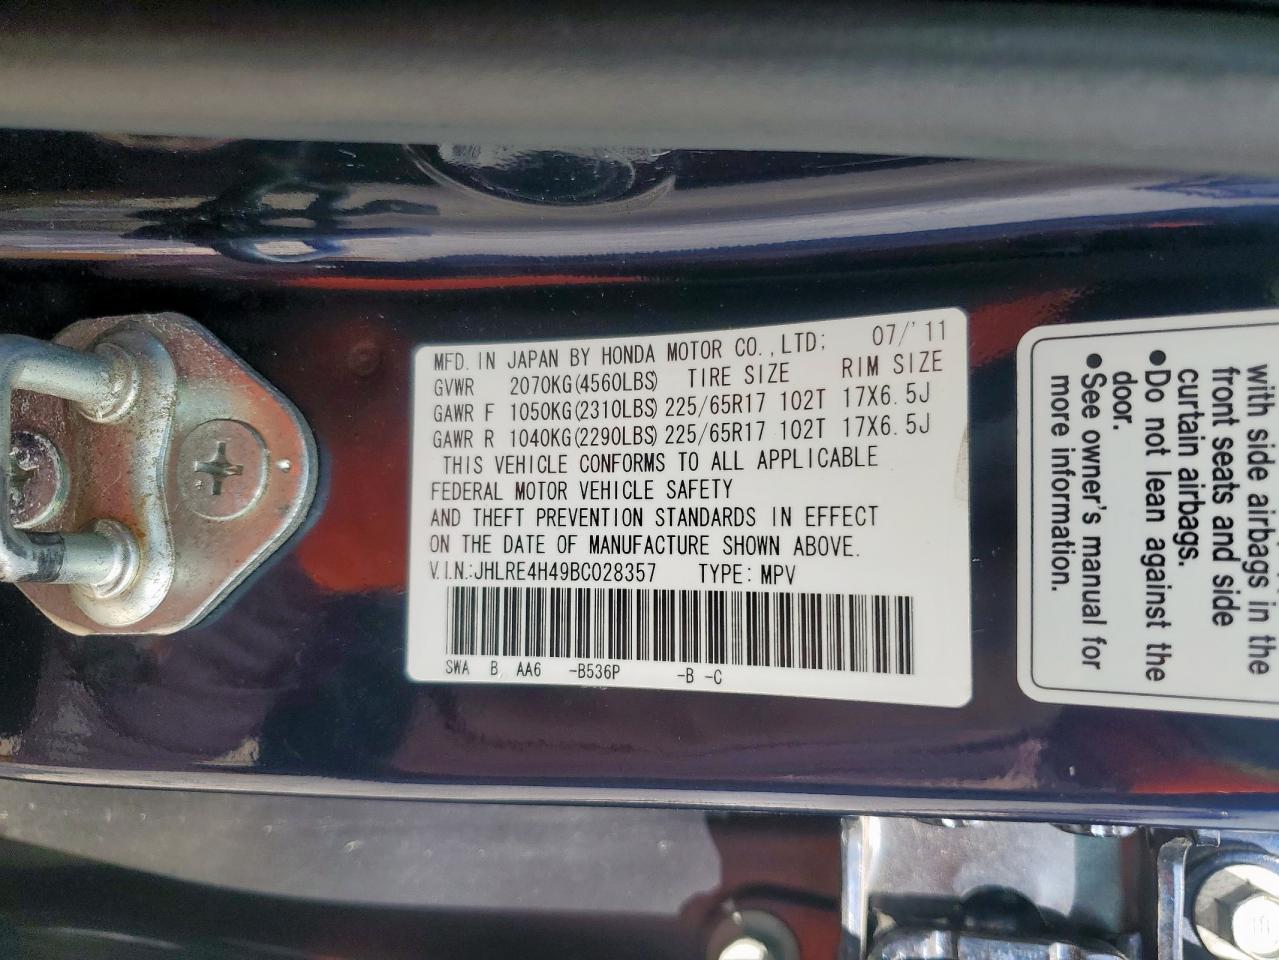 MFD. IN JAPAN BY HONDA MOTOR CO.,LTD: 07/'11
GVWR 2070KG(4560LBS) TIRE SIZE RIM SIZE
GAWR F 1050KG(2310LBS) 225/65R17 102T 17X6.5J
GAWR R 1040KG(2290LBS) 225/65R17 102T 17X6.5J
THIS VEHICLE CONFORMS TO ALL APPLICABLE
FEDERAL MOTOR VEHICLE SAFETY
AND THEFT PREVENTION STANDARDS IN EFFECT
ON THE DATE OF MANUFACTURE SHOWN ABOVE.
V.I.N.:JHLRE4H49BC028357 TYPE: MPV
SWA B AA6 -B536P -B -C
with side airbags in the
front seats and side
curtain airbags.
●Do not lean against the
door.
●See owner's manual for
more information.